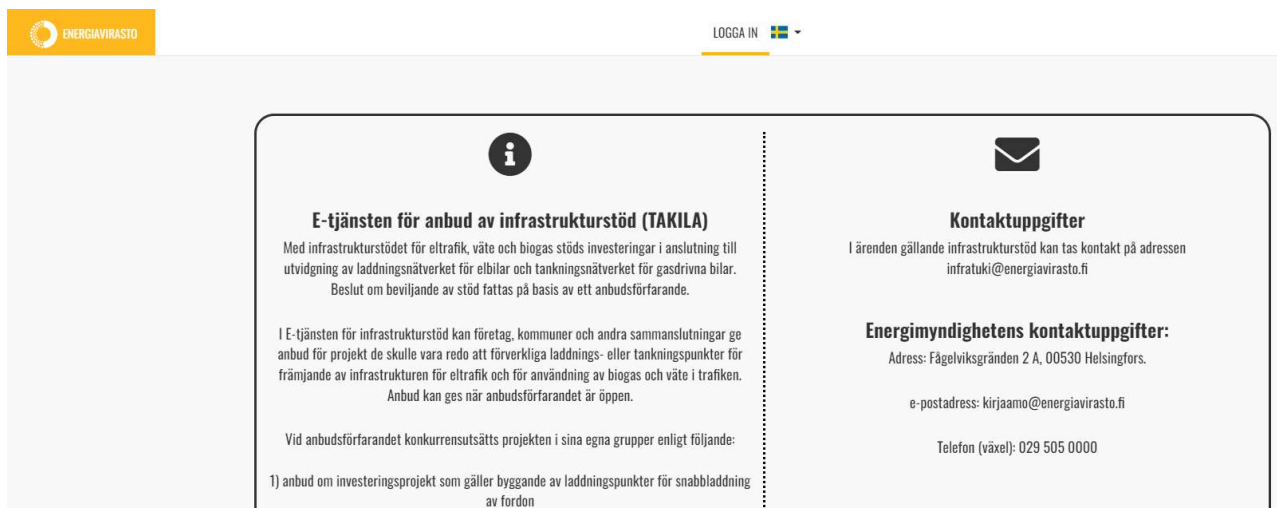 ENERGIAVIRASTO
LOGGA IN
E-tjänsten för anbud av infrastrukturstöd (TAKILA)
Med infrastrukturstödet för eltrafik, väte och biogas stöds investeringar i anslutning till
utvidgning av laddningsnätverket för elbilar och tankningsnätverket för gasdrivna bilar.
Beslut om beviljande av stöd fattas på basis av ett anbudsförfarande.
I E-tjänsten för infrastrukturstöd kan företag, kommuner och andra sammanslutningar ge
anbud för projekt de skulle vara redo att förverkliga laddnings- eller tankningspunkter för
främjande av infrastrukturen för eltrafik och för användning av biogas och väte i trafiken.
Anbud kan ges när anbudsförfarandet är öppen.
Vid anbudsförfarandet konkurrensutsätts projekten i sina egna grupper enligt följande:
1) anbud om investeringsprojekt som gäller byggande av laddningspunkter för snabbladdning
av fordon
Kontaktuppgifter
I ärenden gällande infrastrukturstöd kan tas kontakt på adressen
infratuki@energiavirasto.fi
Energimyndighetens kontaktuppgifter:
Adress: Fågelviksgränden 2 A, 00530 Helsingfors.
e-postadress: kirjaamo@energiavirasto.fi
Telefon (växel): 029 505 0000